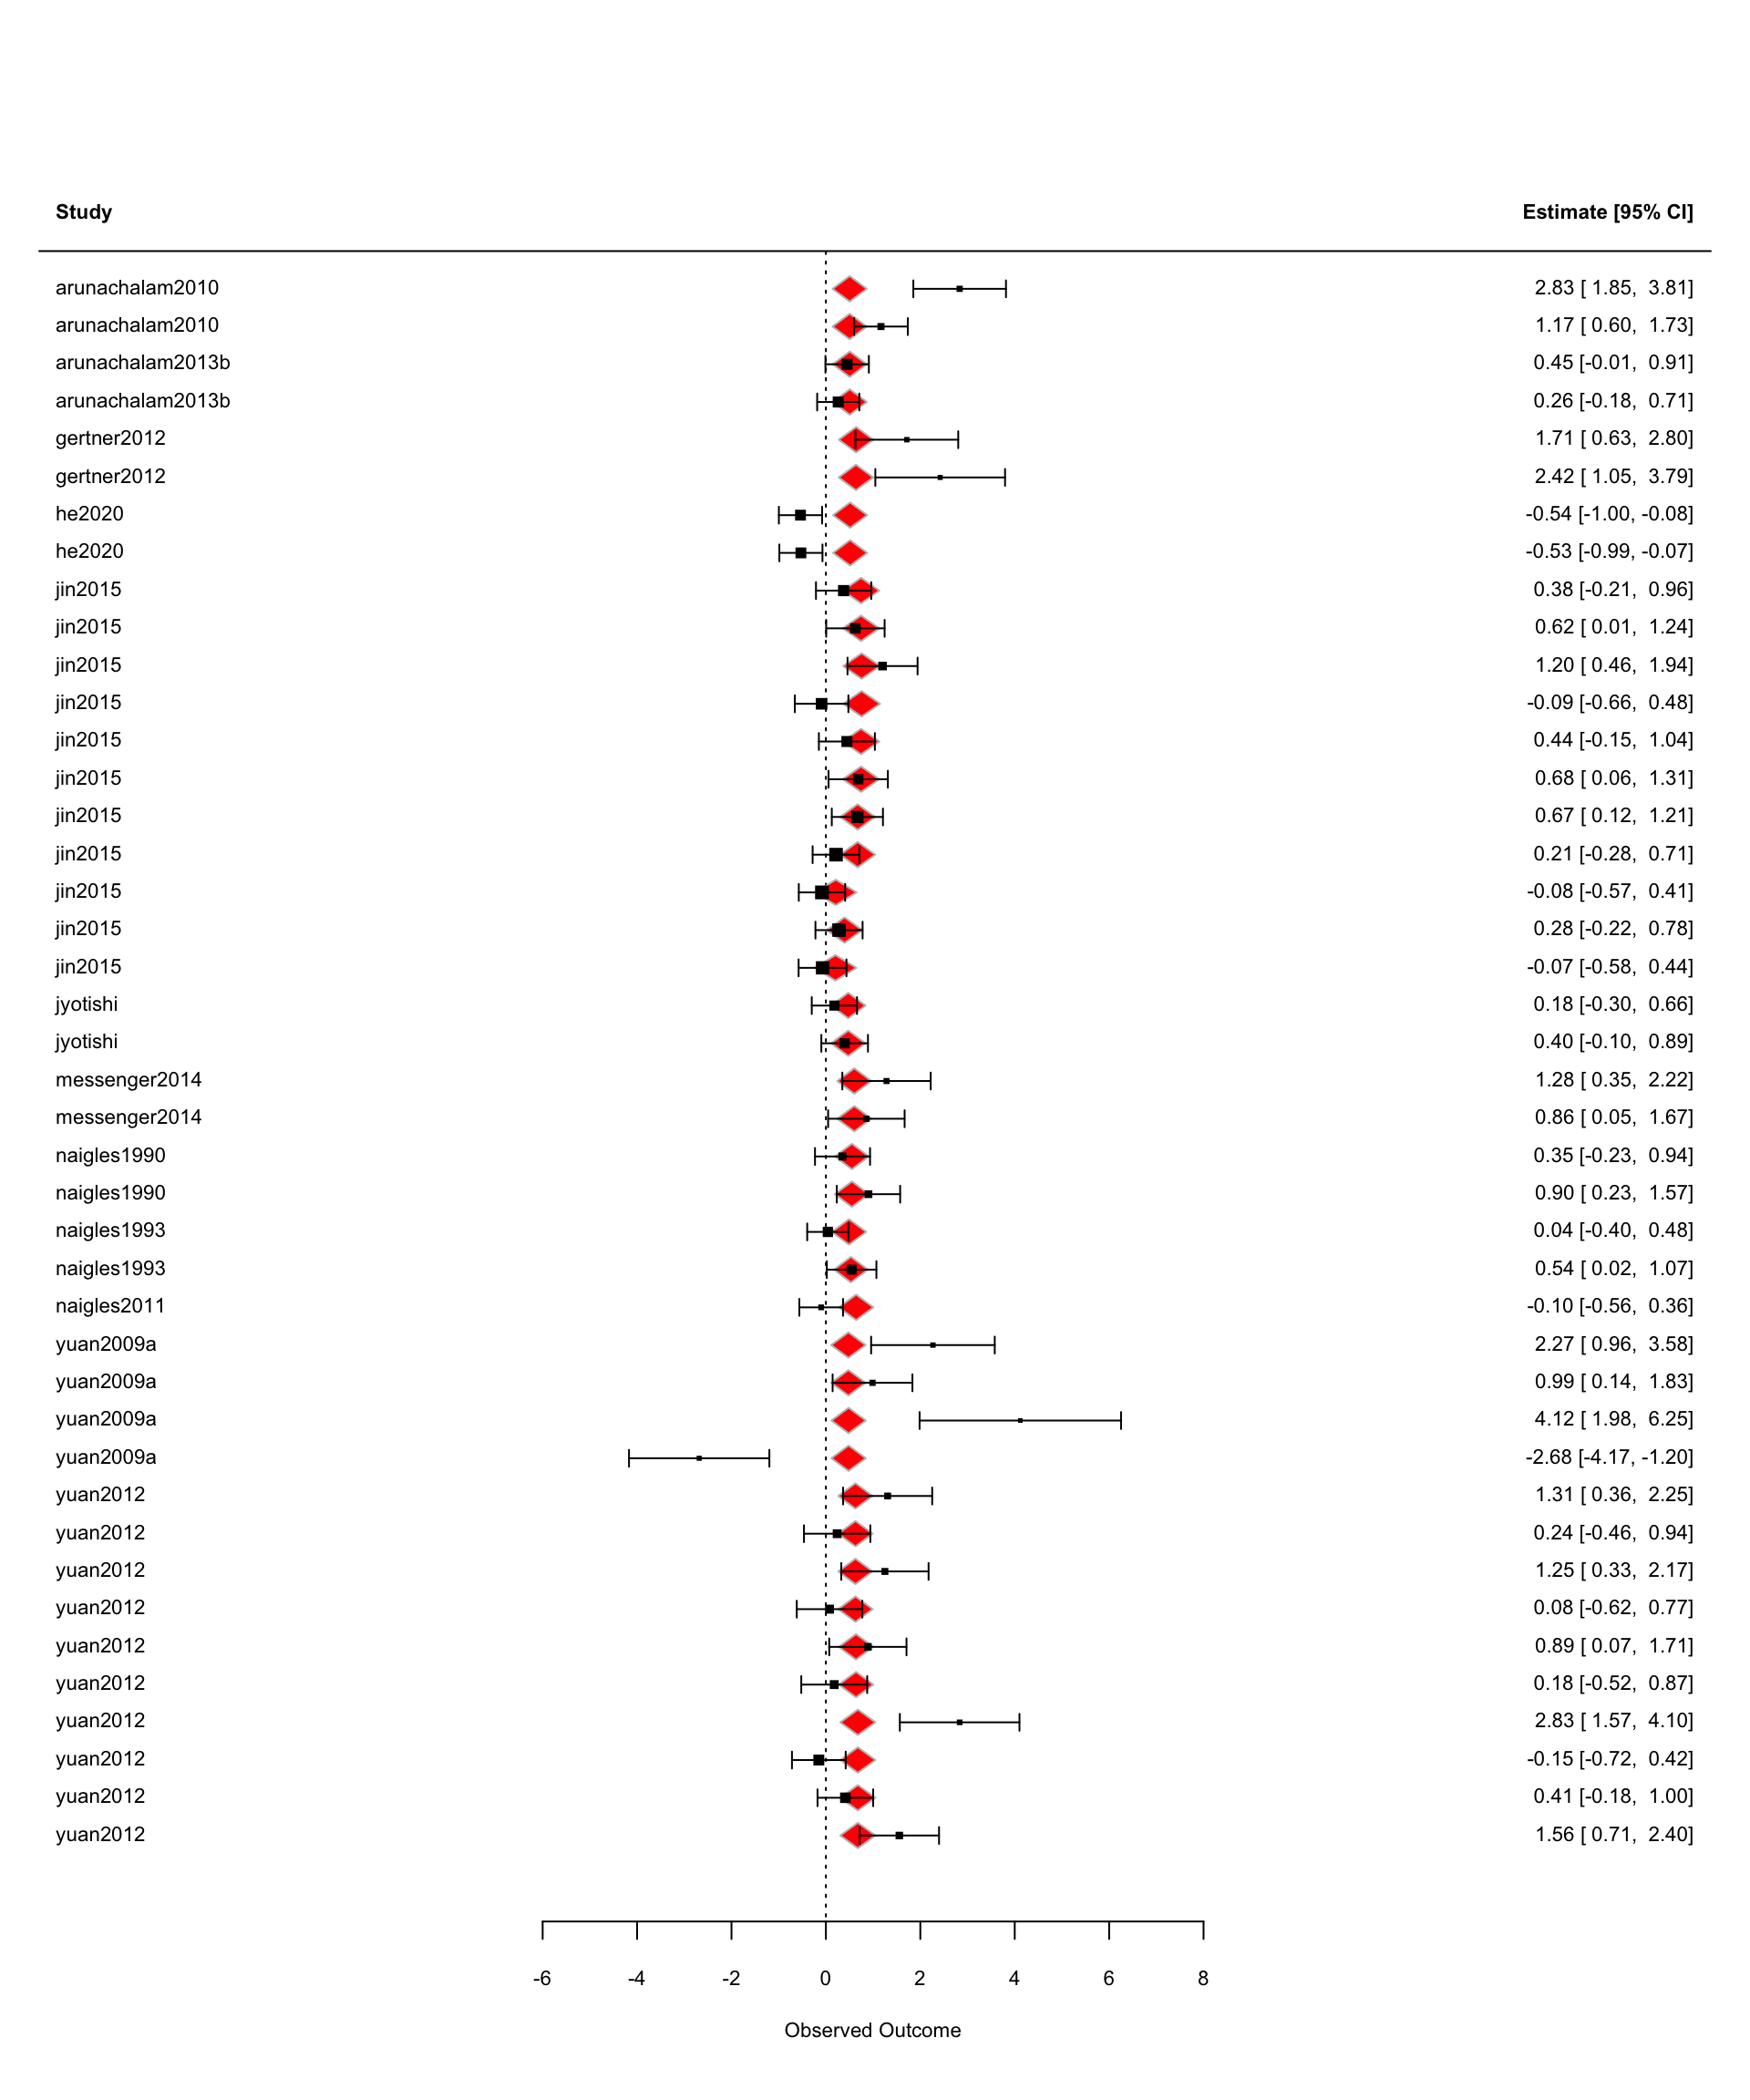 Study Estimate [95% CI]
arunachalam2010 2.83 [ 1.85, 3.81]
arunachalam2010 1.17 [ 0.60, 1.73]
arunachalam2013b 0.45 [-0.01, 0.91]
arunachalam2013b 0.26 [-0.18, 0.71]
gertner2012 1.71 [ 0.63, 2.80]
gertner2012 2.42 [ 1.05, 3.79]
he2020 -0.54 [-1.00, -0.08]
he2020 -0.53 [-0.99, -0.07]
jin2015 0.38 [-0.21, 0.96]
jin2015 0.62 [ 0.01, 1.24]
jin2015 1.20 [ 0.46, 1.94]
jin2015 -0.09 [-0.66, 0.48]
jin2015 0.44 [-0.15, 1.04]
jin2015 0.68 [ 0.06, 1.31]
jin2015 0.67 [ 0.12, 1.21]
jin2015 0.21 [-0.28, 0.71]
jin2015 -0.08 [-0.57, 0.41]
jin2015 0.28 [-0.22, 0.78]
jin2015 -0.07 [-0.58, 0.44]
jyotishi 0.18 [-0.30, 0.66]
jyotishi 0.40 [-0.10, 0.89]
messenger2014 1.28 [ 0.35, 2.22]
messenger2014 0.86 [ 0.05, 1.67]
naigles1990 0.35 [-0.23, 0.94]
naigles1990 0.90 [ 0.23, 1.57]
naigles1993 0.04 [-0.40, 0.48]
naigles1993 0.54 [ 0.02, 1.07]
naigles2011 -0.10 [-0.56, 0.36]
yuan2009a 2.27 [ 0.96, 3.58]
yuan2009a 0.99 [ 0.14, 1.83]
yuan2009a 4.12 [ 1.98, 6.25]
yuan2009a -2.68 [-4.17, -1.20]
yuan2012 1.31 [ 0.36, 2.25]
yuan2012 0.24 [-0.46, 0.94]
yuan2012 1.25 [ 0.33, 2.17]
yuan2012 0.08 [-0.62, 0.77]
yuan2012 0.89 [ 0.07, 1.71]
yuan2012 0.18 [-0.52, 0.87]
yuan2012 2.83 [ 1.57, 4.10]
yuan2012 -0.15 [-0.72, 0.42]
yuan2012 0.41 [-0.18, 1.00]
yuan2012 1.56 [ 0.71, 2.40]
-6 -4 -2 0 2 4 6 8
Observed Outcome